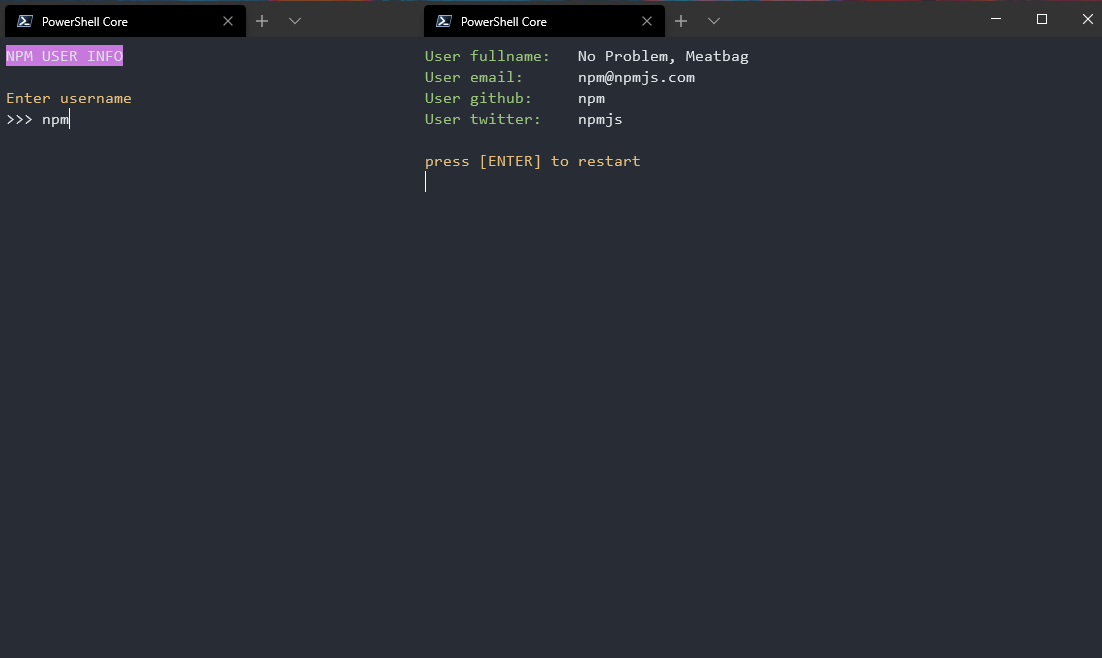 PowerShell Core
NPM USER INFO
Enter username
>>> npm
PowerShell Core
User fullname: No Problem, Meatbag
User email: npm@npmjs.com
User github: npm
User twitter: npmjs
press [ENTER] to restart